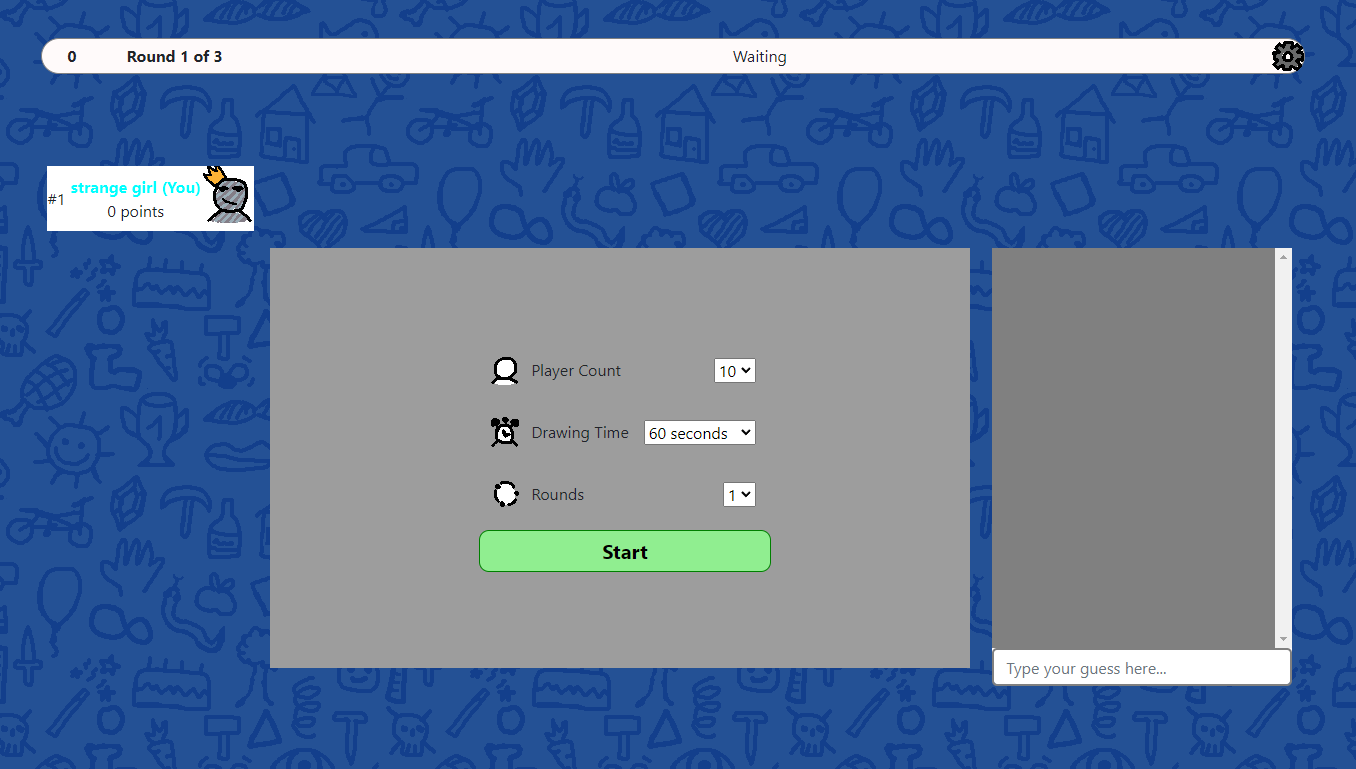 0 Round 1 of 3 Waiting
#1 strange girl (You)
0 points
Player Count 10
Drawing Time 60 seconds
Rounds 1
Start
Type your guess here...